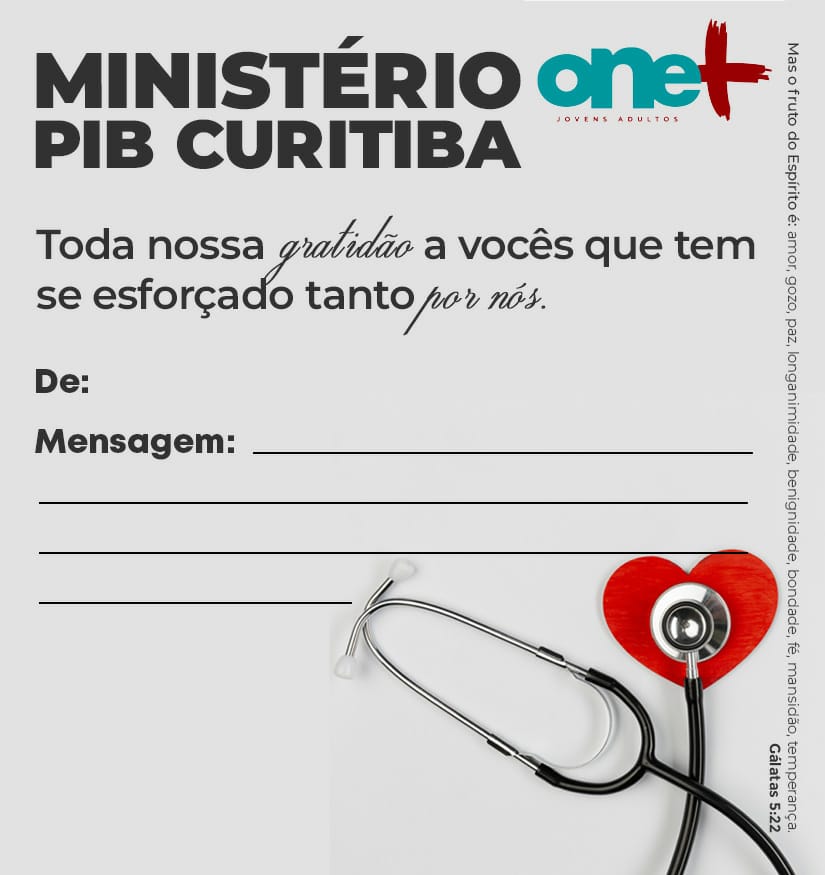 MINISTÉRIO
PIB CURITIBA
one+
JOVENS ADULTOS
Toda nossa gratidão a vocês que tem
se esforçado tanto por nós.
De:
Mensagem:
Mas o fruto do Espírito é: amor, gozo, paz, longanimidade, benignidade, bondade, fé, mansidão, temperança.
Gálatas 5:22